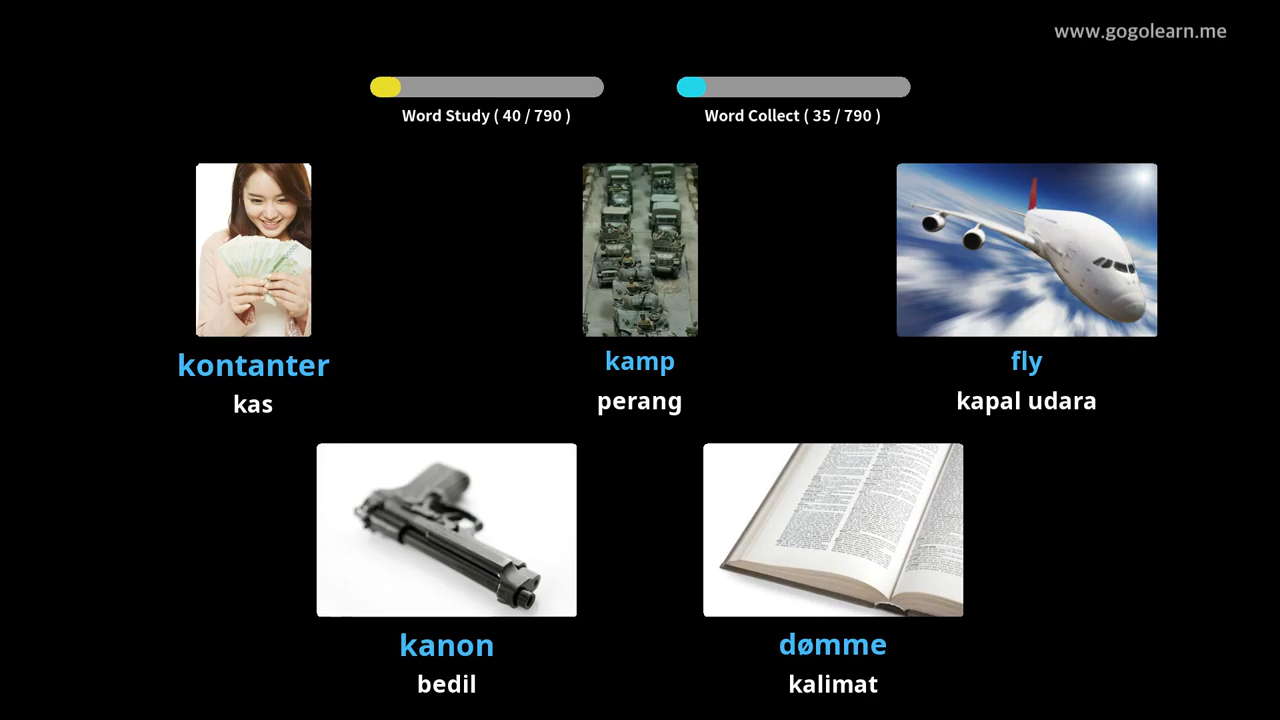 www.gogolearn.me
Word Study ( 40 / 790 )
Word Collect ( 35 / 790 )
kontanter
kas
kamp
perang
fly
kapal udara
kanon
bedil
dømme
kalimat